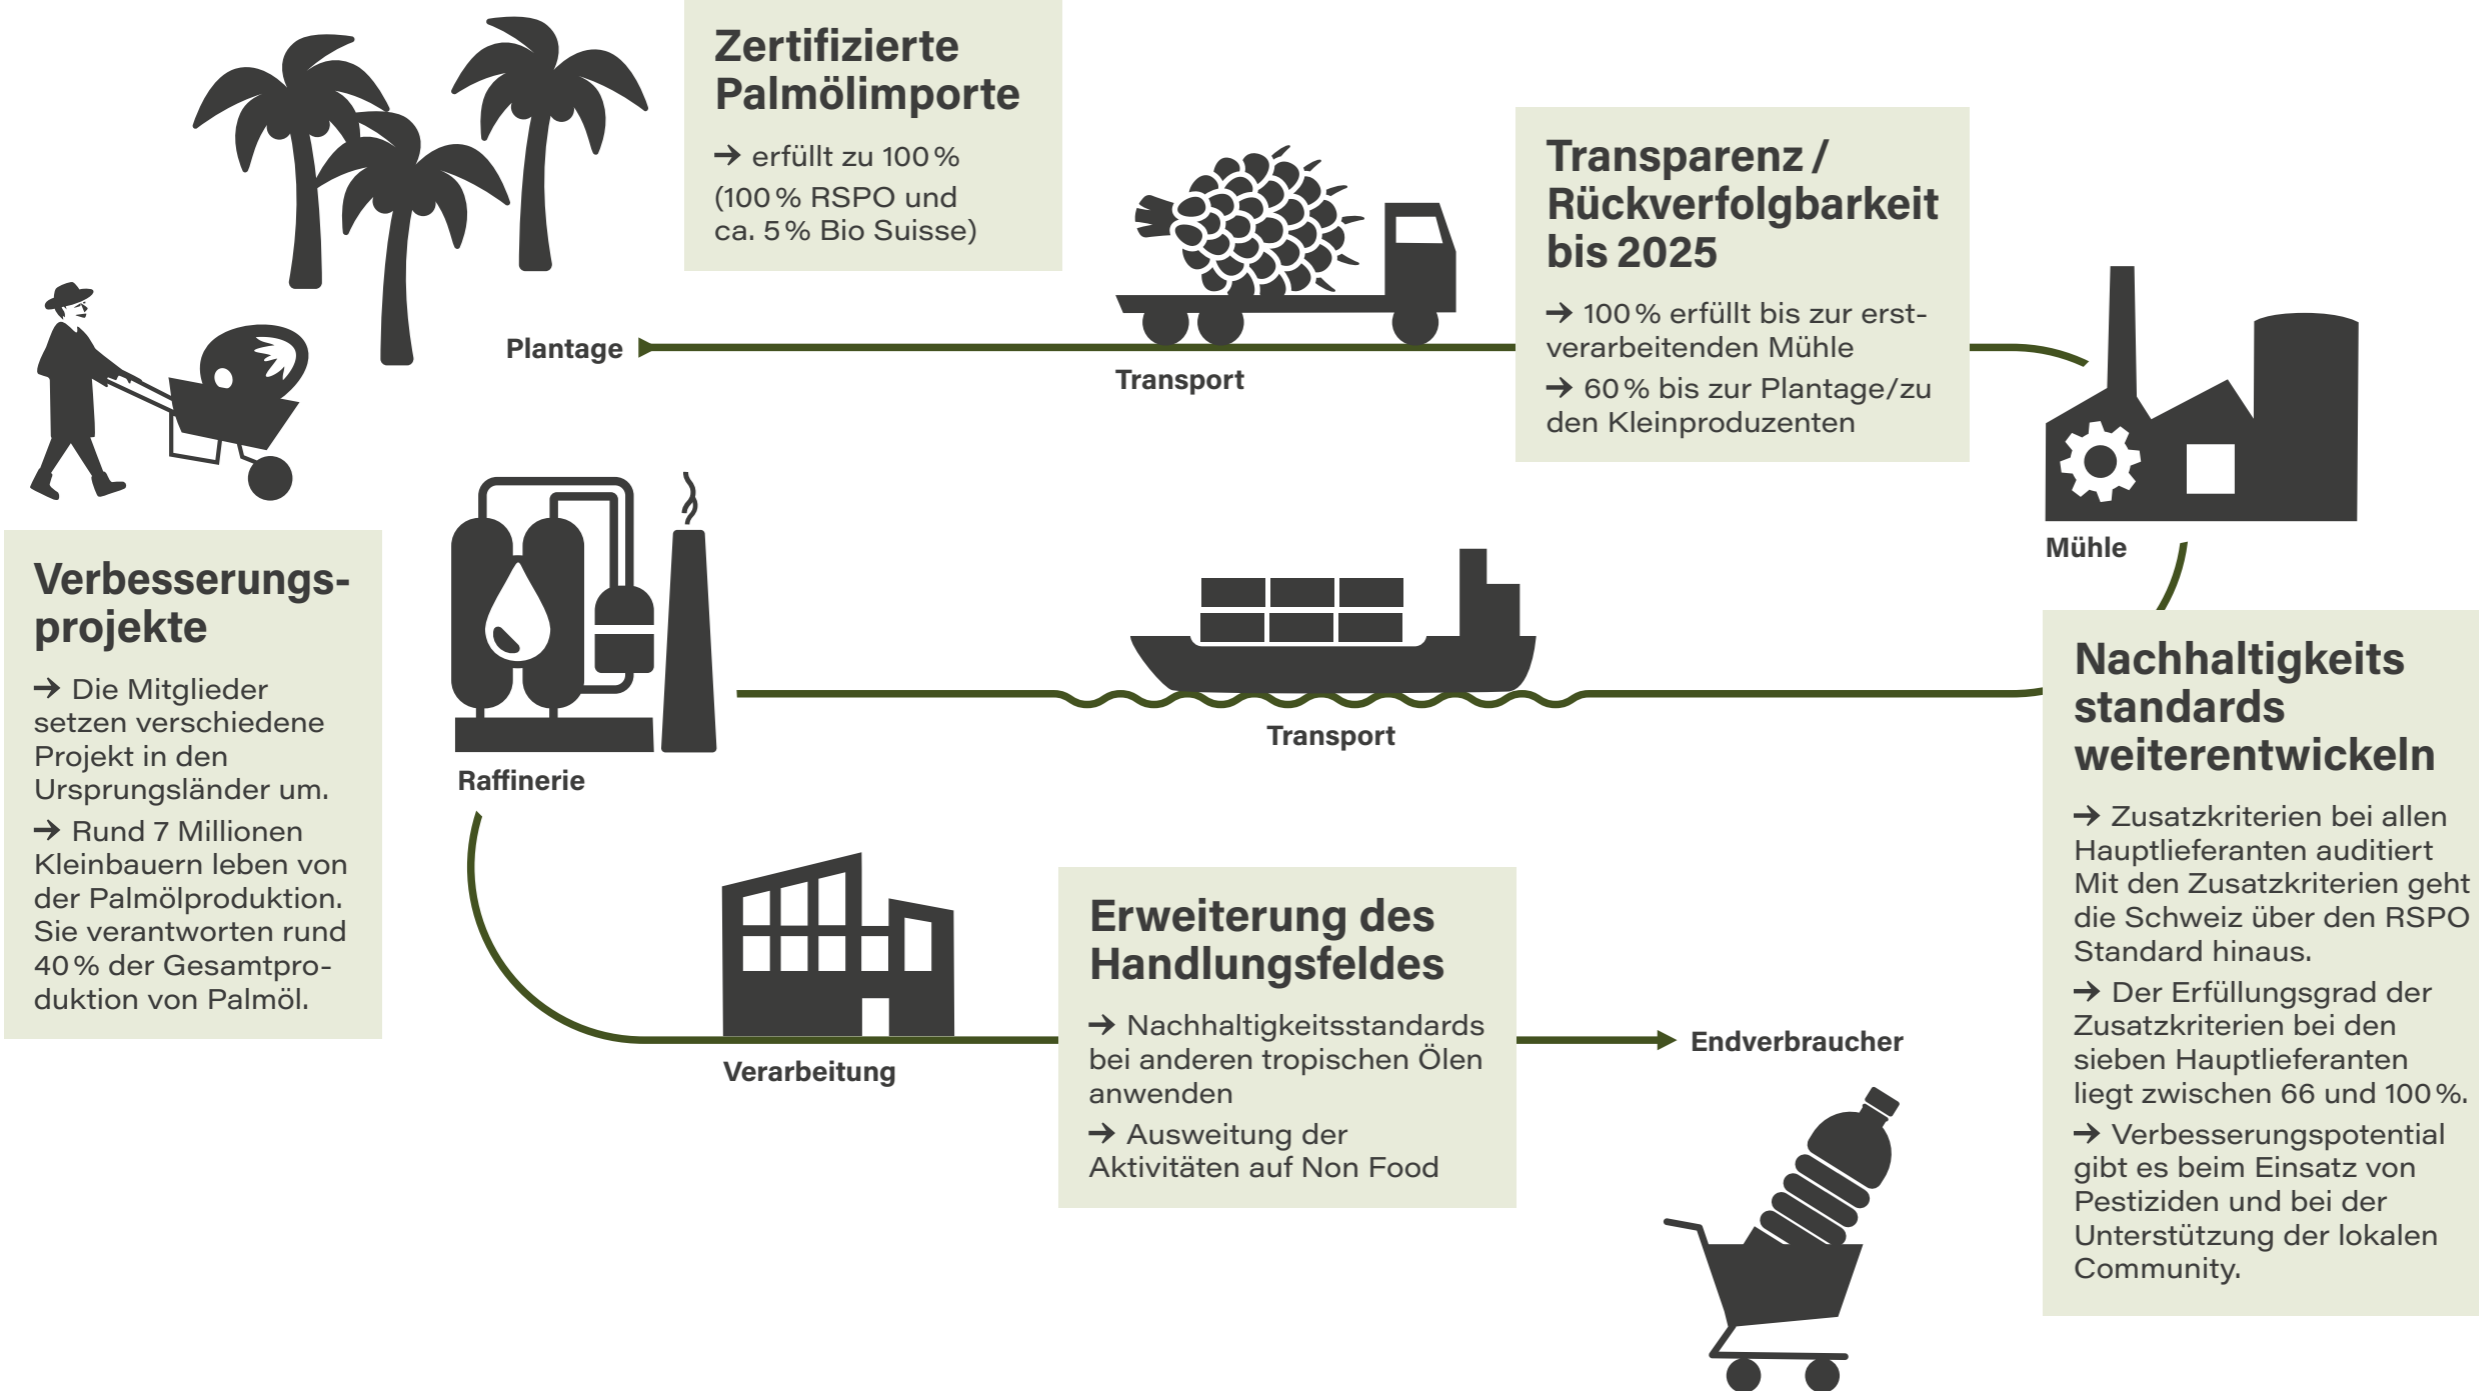 Zertifizierte
Palmölimporte
→ erfüllt zu 100 %
(100 % RSPO und
ca. 5 % Bio Suisse)
Transparenz /
Rückverfolgbarkeit
bis 2025
→ 100 % erfüllt bis zur erst-
verarbeitenden Mühle
→ 60 % bis zur Plantage/zu
den Kleinproduzenten
Plantage
Transport
Mühle
Verbesserungs-
projekte
→ Die Mitglieder
setzen verschiedene
Projekt in den
Ursprungsländer um.
→ Rund 7 Millionen
Kleinbauern leben von
der Palmölproduktion.
Sie verantworten rund
40 % der Gesamtpro-
duktion von Palmöl.
Raffinerie
Transport
Nachhaltigkeits
standards
weiterentwickeln
→ Zusatzkriterien bei allen
Hauptlieferanten auditiert
Mit den Zusatzkriterien geht
die Schweiz über den RSPO
Standard hinaus.
→ Der Erfüllungsgrad der
Zusatzkriterien bei den
sieben Hauptlieferanten
liegt zwischen 66 und 100 %.
→ Verbesserungspotential
gibt es beim Einsatz von
Pestiziden und bei der
Unterstützung der lokalen
Community.
Verarbeitung
Erweiterung des
Handlungsfeldes
→ Nachhaltigkeitsstandards
bei anderen tropischen Ölen
anwenden
→ Ausweitung der
Aktivitäten auf Non Food
Endverbraucher